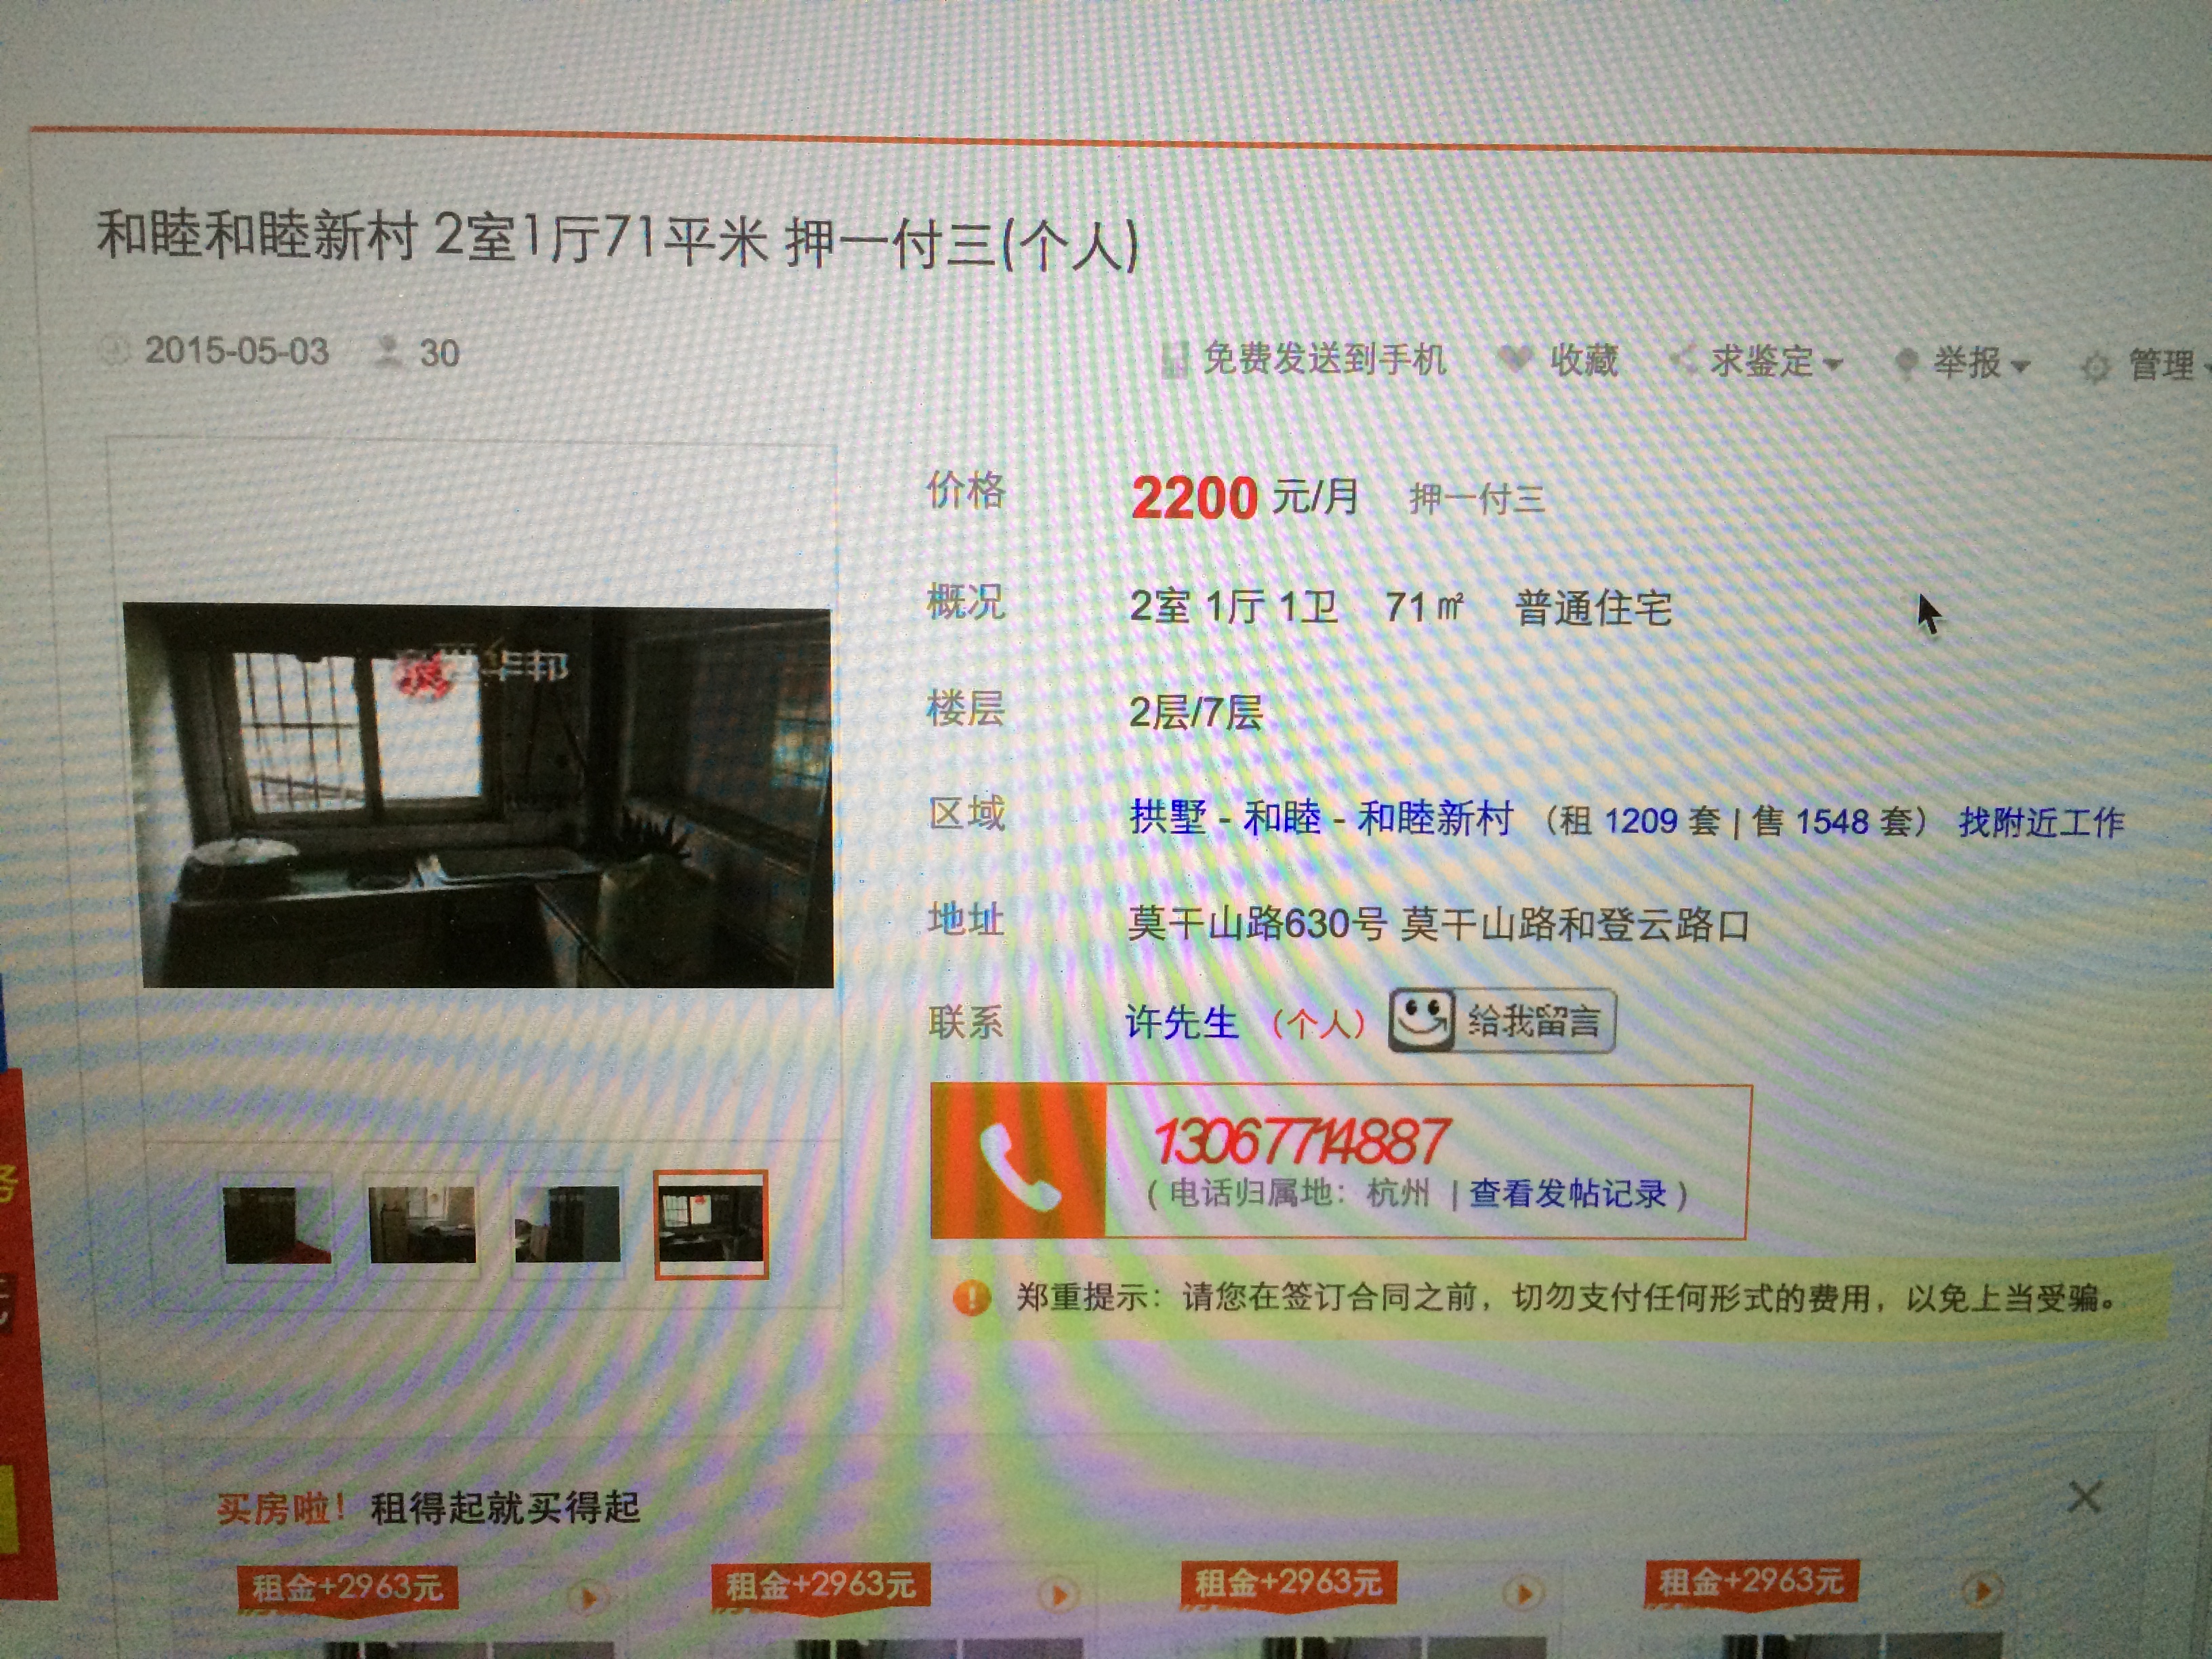 和睦和睦新村 2室1厅71平米 押一付三(个人)
2015-05-03 30 免费发送到手机 收藏 求鉴定 举报 管理
价格 2200 元/月 押一付三
概况 2室 1厅 1卫 71㎡ 普通住宅
楼层 2层/7层
区域 拱墅 - 和睦 - 和睦新村 （租 1209 套 | 售 1548 套） 找附近工作
地址 莫干山路630号 莫干山路和登云路口
联系 许先生 （个人） 给我留言
13067714887
( 电话归属地：杭州 | 查看发帖记录 )
郑重提示：请您在签订合同之前，切勿支付任何形式的费用，以免上当受骗。
买房啦！ 租得起就买得起
租金+2963元 租金+2963元 租金+2963元 租金+2963元